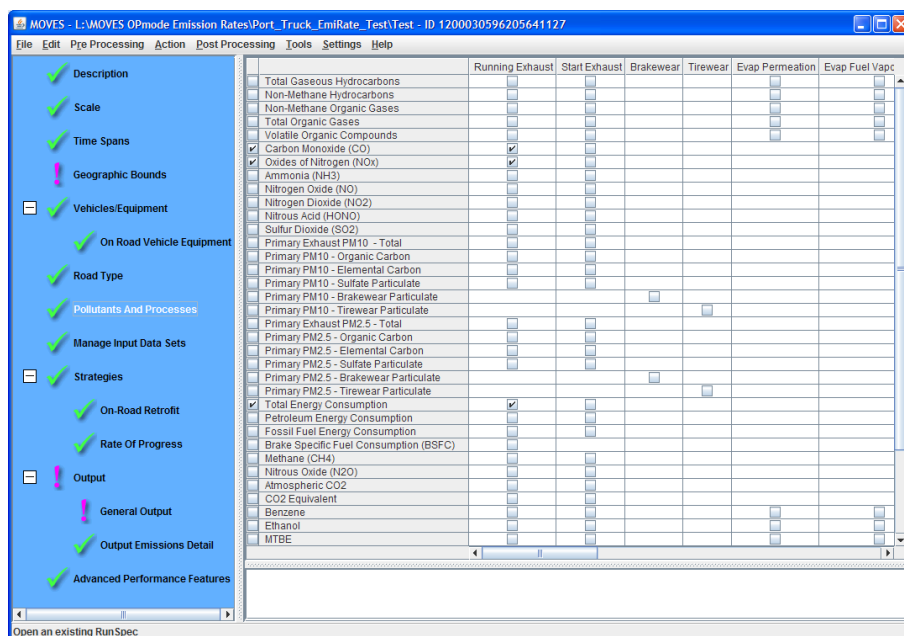 MOVES - L:\MOVES OPmode Emission Rates\Port_Truck_EmiRate_Test\Test - ID 1200030596205641127
File Edit Pre Processing Action Post Processing Tools Settings Help
Description
Scale
Time Spans
Geographic Bounds
Vehicles/Equipment
On Road Vehicle Equipment
Road Type
Pollutants And Processes
Manage Input Data Sets
Strategies
On-Road Retrofit
Rate Of Progress
Output
General Output
Output Emissions Detail
Advanced Performance Features
Running Exhaust Start Exhaust Brakewear Tirewear Evap Permeation Evap Fuel Vapo
Total Gaseous Hydrocarbons
Non-Methane Hydrocarbons
Non-Methane Organic Gases
Total Organic Gases
Volatile Organic Compounds
Carbon Monoxide (CO)
Oxides of Nitrogen (NOx)
Ammonia (NH3)
Nitrogen Oxide (NO)
Nitrogen Dioxide (NO2)
Nitrous Acid (HONO)
Sulfur Dioxide (SO2)
Primary Exhaust PM10 - Total
Primary PM10 - Organic Carbon
Primary PM10 - Elemental Carbon
Primary PM10 - Sulfate Particulate
Primary PM10 - Brakewear Particulate
Primary PM10 - Tirewear Particulate
Primary Exhaust PM2.5 - Total
Primary PM2.5 - Organic Carbon
Primary PM2.5 - Elemental Carbon
Primary PM2.5 - Sulfate Particulate
Primary PM2.5 - Brakewear Particulate
Primary PM2.5 - Tirewear Particulate
Total Energy Consumption
Petroleum Energy Consumption
Fossil Fuel Energy Consumption
Brake Specific Fuel Consumption (BSFC)
Methane (CH4)
Nitrous Oxide (N2O)
Atmospheric CO2
CO2 Equivalent
Benzene
Ethanol
MTBE
Open an existing RunSpec